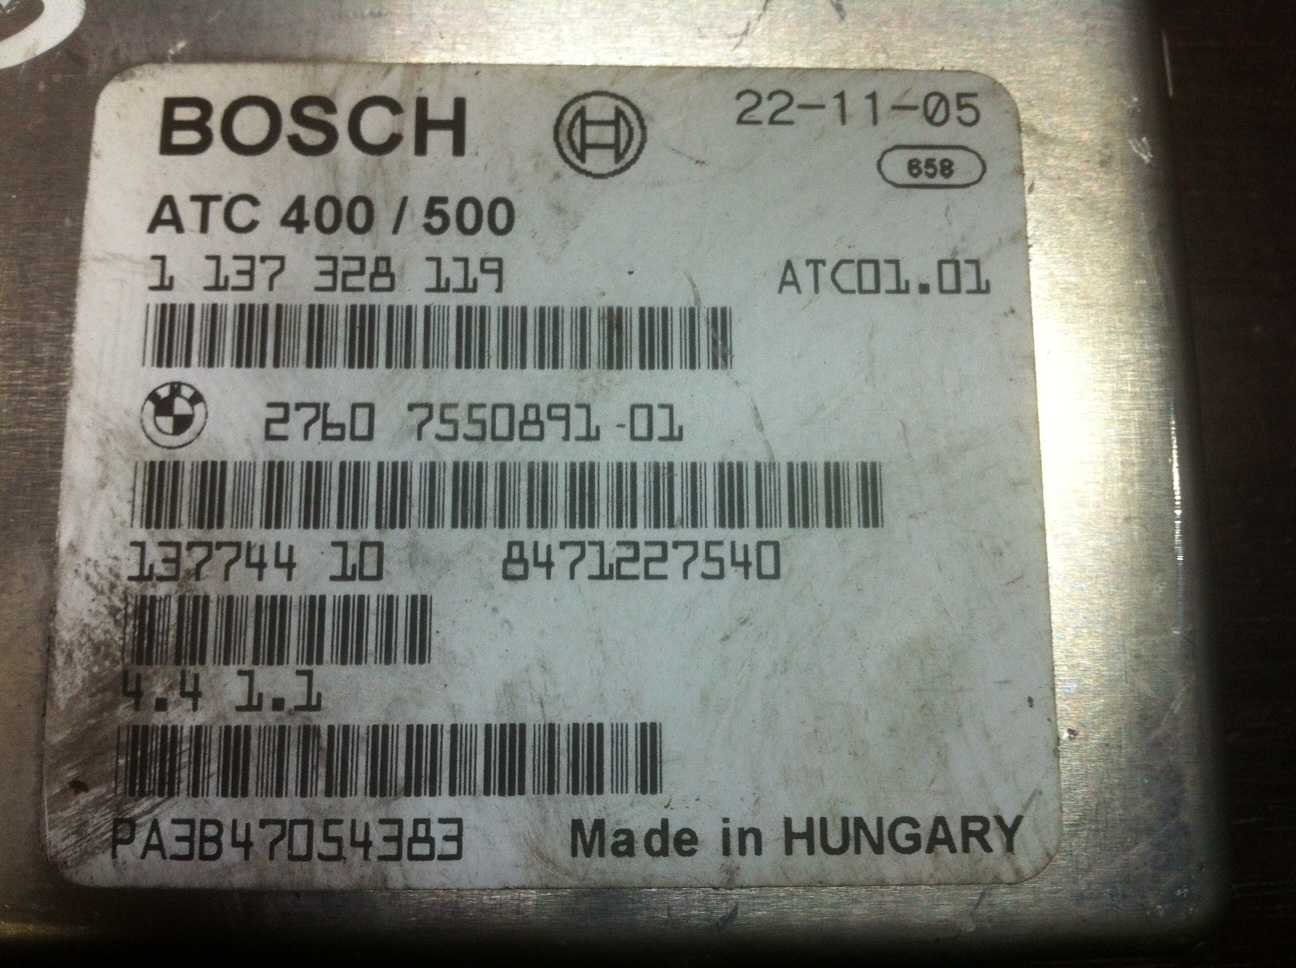 BOSCH 22-11-05
658
ATC 400 / 500
1 137 328 119 ATC01.01
2760 7550891-01
137744 10 8471227540
4.4 1.1
PA3B47054383 Made in HUNGARY